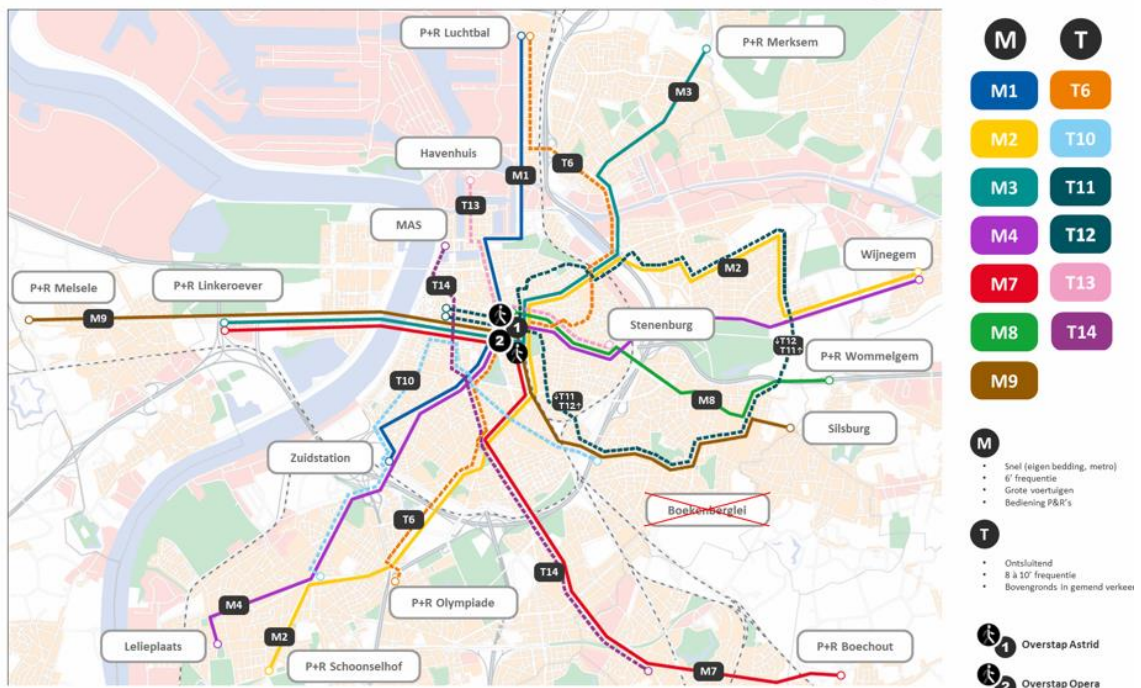 P+R Luchtbal
P+R Merksem
M3
Havenhuis
M1
T6
T13
MAS
T14
M2
Wijnegem
P+R Melsele
P+R Linkeroever
M9
1
2
Stenenburg
↓T12
T11↑
P+R Wommelgem
T10
↓T11
T12↑
M8
Silsburg
Zuidstation
Boekenberglei
T6
T14
P+R Olympiade
M4
Lelieplaats
M2
P+R Schoonselhof
M7
P+R Boechout
M T
M1 T6
M2 T10
M3 T11
M4 T12
M7 T13
M8 T14
M9
M
• Snel (eigen bedding, metro)
• 6' frequentie
• Grote voertuigen
• Bediening P&R's
T
• Ontsluitend
• 8 à 10' frequentie
• Bovengronds in gemend verkeer
1 Overstap Astrid
2 Overstap Opera